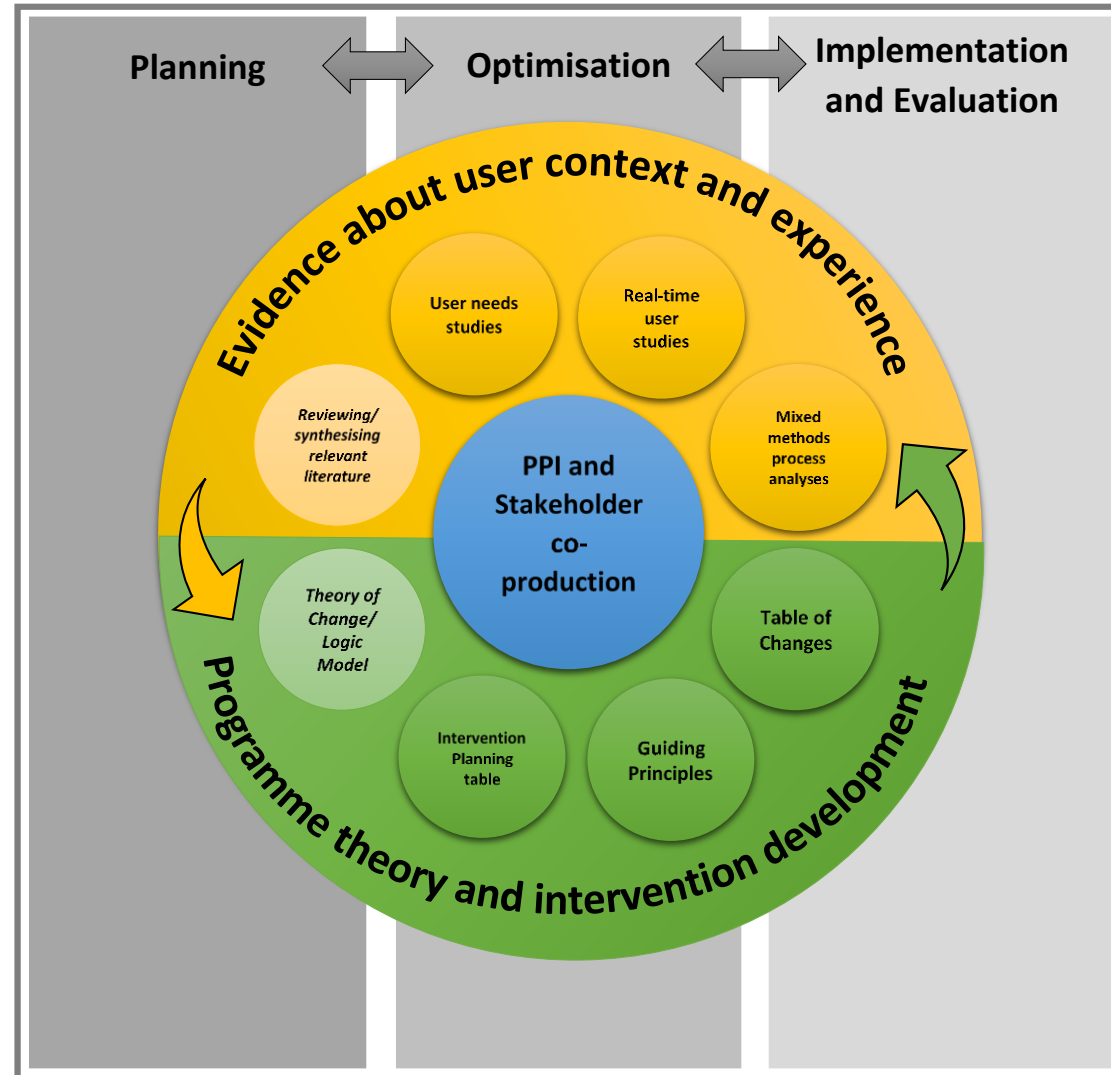 Planning
Optimisation
Implementation
and Evaluation
Evidence about user context and experience
User needs
studies
Real-time
user
studies
Reviewing/
synthesising
relevant
literature
Mixed
methods
process
analyses
PPI and
Stakeholder
co-
production
Theory of
Change/
Logic
Model
Table of
Changes
Intervention
Planning
table
Guiding
Principles
Programme theory and intervention development